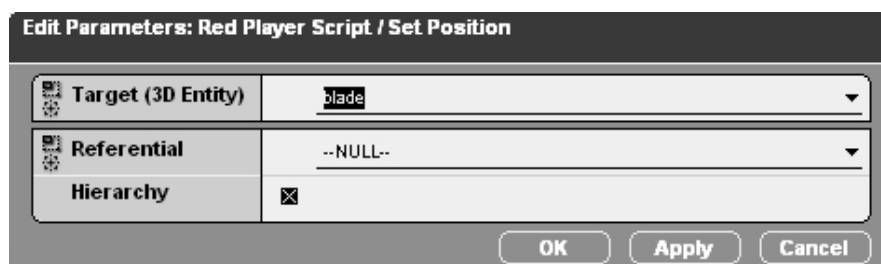 Edit Parameters: Red Player Script / Set Position
Target (3D Entity) blade
Referential --NULL--
Hierarchy
OK Apply Cancel